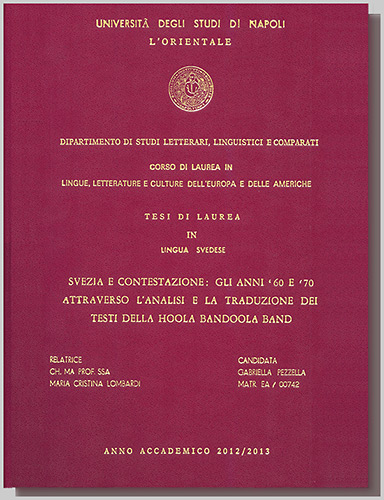 UNIVERSITÀ DEGLI STUDI DI NAPOLI
L'ORIENTALE
DIPARTIMENTO DI STUDI LETTERARI, LINGUISTICI E COMPARATI
CORSO DI LAUREA IN
LINGUE, LETTERATURE E CULTURE DELL'EUROPA E DELLE AMERICHE
TESI DI LAUREA
IN
LINGUA SVEDESE
SVEZIA E CONTESTAZIONE: GLI ANNI '60 E '70
ATTRAVERSO L'ANALISI E LA TRADUZIONE DEI
TESTI DELLA HOOLA BANDOOLA BAND
RELATRICE
CH. MA PROF. SSA
MARIA CRISTINA LOMBARDI
CANDIDATA
GABRIELLA PEZZELLA
MATR. EA / 00742
ANNO ACCADEMICO 2012/2013